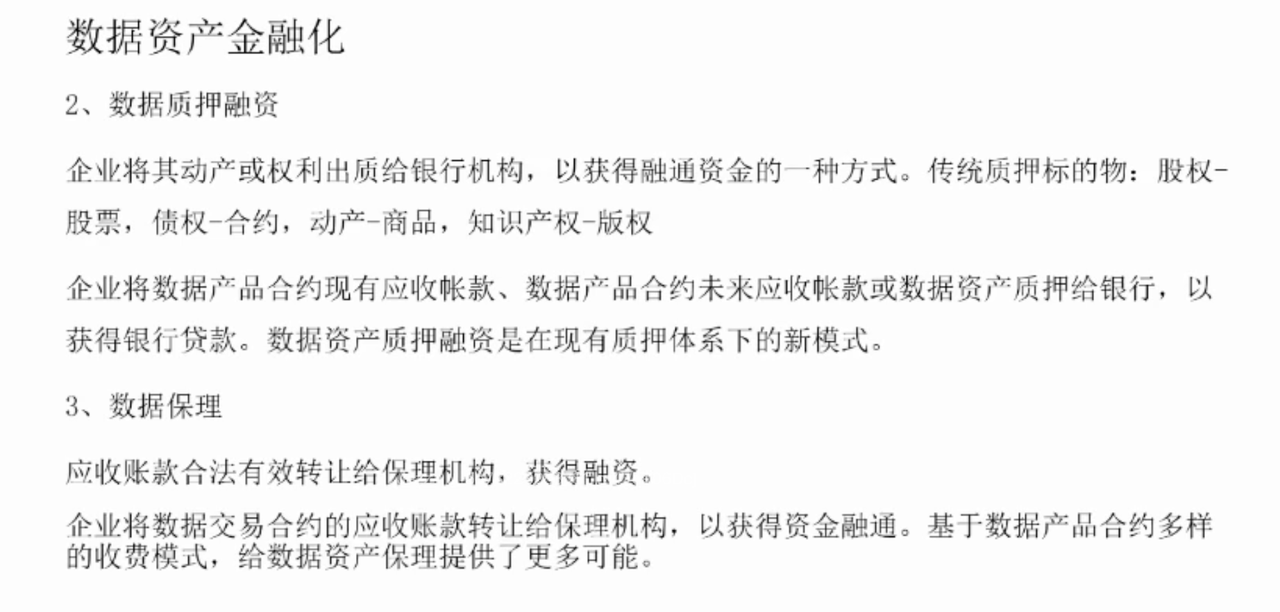 数据资产金融化
2、数据质押融资
企业将其动产或权利出质给银行机构，以获得融通资金的一种方式。传统质押标的物：股权-
股票，债权-合约，动产-商品，知识产权-版权
企业将数据产品合约现有应收帐款、数据产品合约未来应收帐款或数据资产质押给银行，以
获得银行贷款。数据资产质押融资是在现有质押体系下的新模式。
3、数据保理
应收账款合法有效转让给保理机构，获得融资。
企业将数据交易合约的应收账款转让给保理机构，以获得资金融通。基于数据产品合约多样
的收费模式，给数据资产保理提供了更多可能。